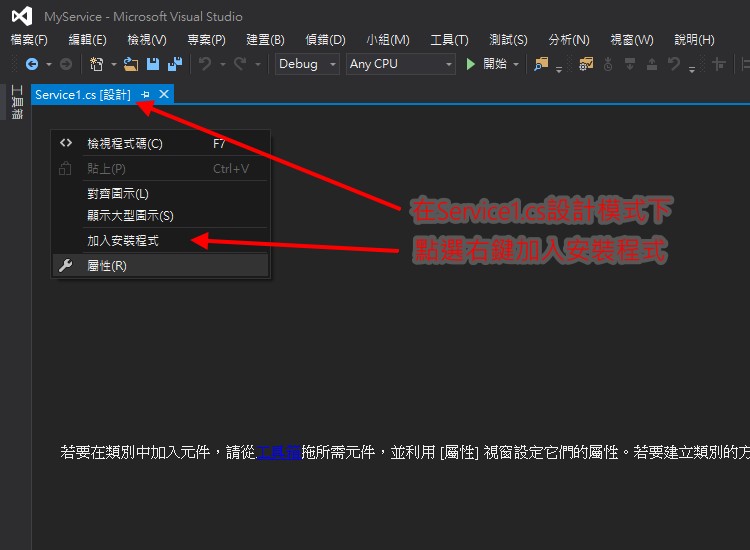 MyService - Microsoft Visual Studio
檔案(F) 編輯(E) 檢視(V) 專案(P) 建置(B) 偵錯(D) 小組(M) 工具(T) 測試(S) 分析(N) 視窗(W) 說明(H)
Debug Any CPU 開始
工具箱
Service1.cs [設計]
檢視程式碼(C) F7
貼上(P) Ctrl+V
對齊圖示(L)
顯示大型圖示(S)
加入安裝程式
屬性(R)
在Service1.cs設計模式下
點選右鍵加入安裝程式
若要在類別中加入元件，請從工具箱拖所需元件，並利用 [屬性] 視窗設定它們的屬性。若要建立類別的方